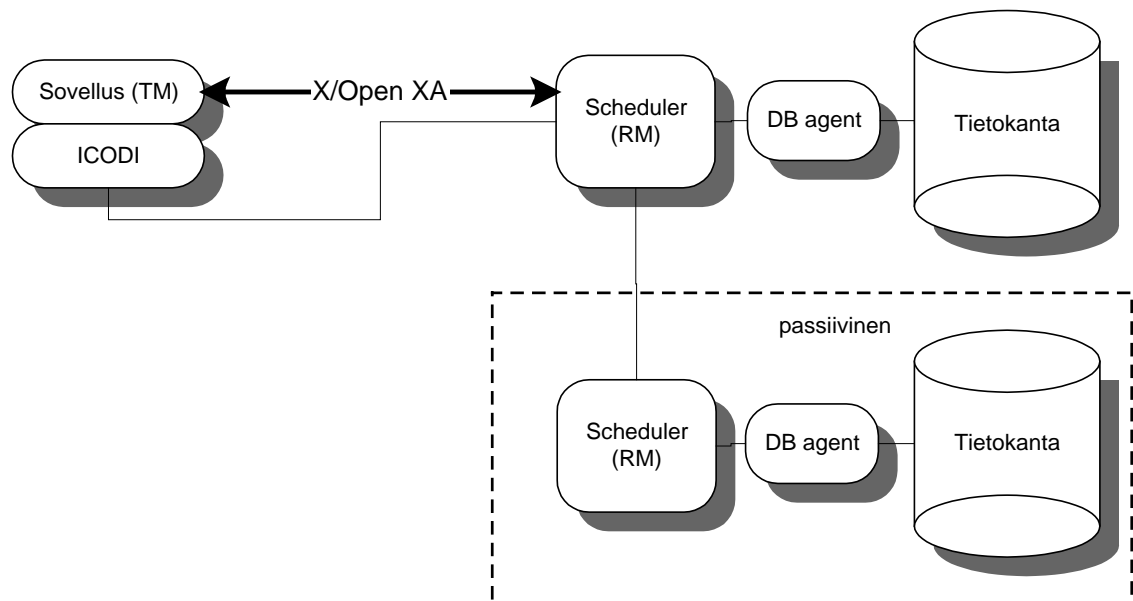 Sovellus (TM)
X/Open XA
ICODI
Scheduler
(RM)
DB agent
Tietokanta
passiivinen
Scheduler
(RM)
DB agent
Tietokanta